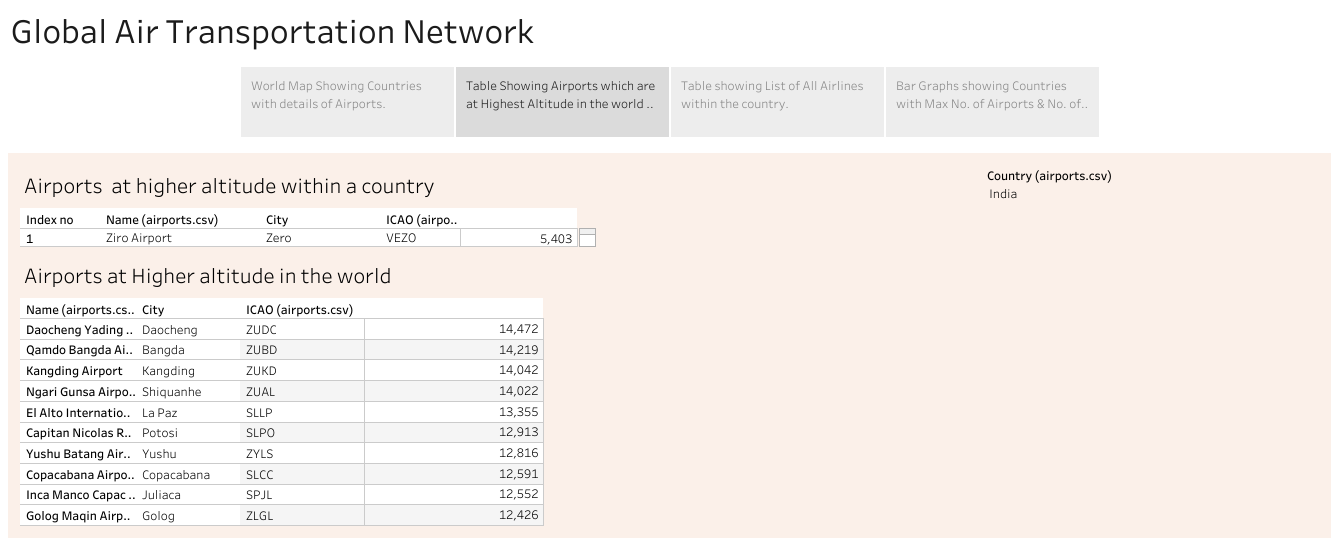 Global Air Transportation Network
World Map Showing Countries
with details of Airports.
Table Showing Airports which are
at Highest Altitude in the world ..
Table showing List of All Airlines
within the country.
Bar Graphs showing Countries
with Max No. of Airports & No. of..
Airports at higher altitude within a country
Country (airports.csv)
India
Index no Name (airports.csv) City ICAO (airpo..
1 Ziro Airport Zero VEZO 5,403
Airports at Higher altitude in the world
Name (airports.cs.. City ICAO (airports.csv)
Daocheng Yading .. Daocheng ZUDC 14,472
Qamdo Bangda Ai.. Bangda ZUBD 14,219
Kangding Airport Kangding ZUKD 14,042
Ngari Gunsa Airpo.. Shiquanhe ZUAL 14,022
El Alto Internatio.. La Paz SLLP 13,355
Capitan Nicolas R.. Potosi SLPO 12,913
Yushu Batang Air.. Yushu ZYLS 12,816
Copacabana Airpo.. Copacabana SLCC 12,591
Inca Manco Capac .. Juliaca SPJL 12,552
Golog Maqin Airp.. Golog ZLGL 12,426